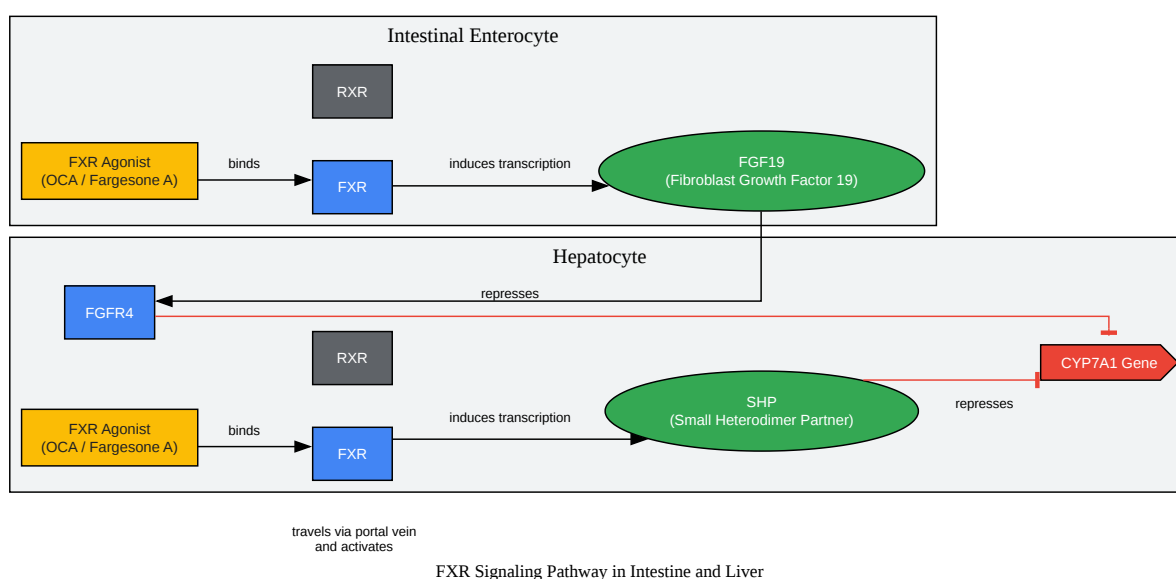 Intestinal Enterocyte
RXR
FXR Agonist
(OCA / Fargesone A)
binds
FXR
induces transcription
FGF19
(Fibroblast Growth Factor 19)
Hepatocyte
FGFR4
represses
RXR
CYP7A1 Gene
FXR Agonist
(OCA / Fargesone A)
binds
FXR
induces transcription
SHP
(Small Heterodimer Partner)
represses
travels via portal vein
and activates
FXR Signaling Pathway in Intestine and Liver